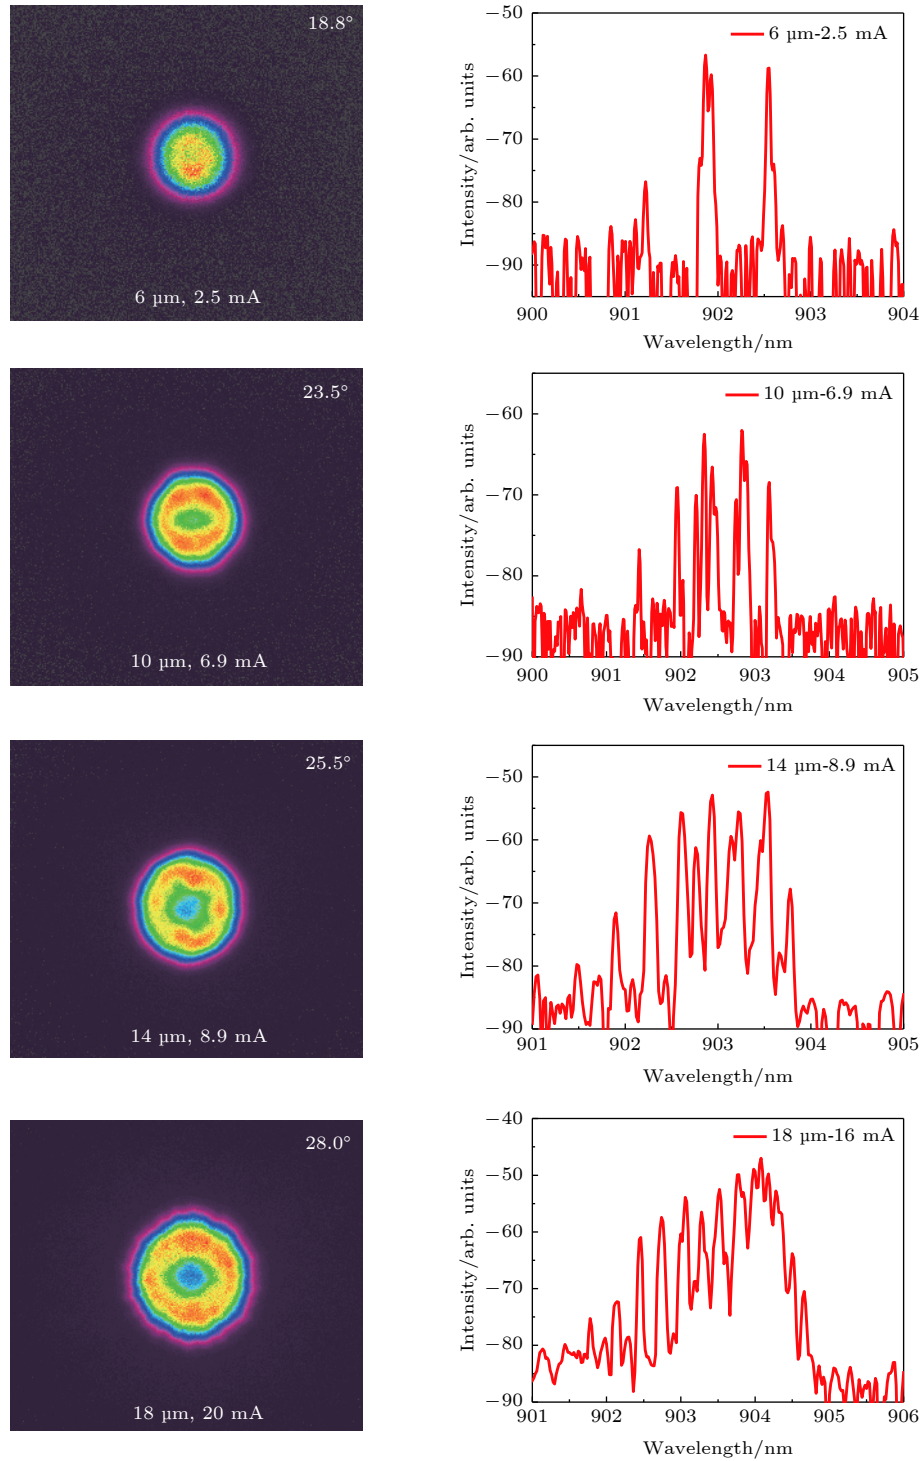 18.8°
6 µm, 2.5 mA
−50
−60
−70
−80
−90
Intensity/arb. units
6 µm-2.5 mA
900 901 902 903 904
Wavelength/nm
23.5°
10 µm, 6.9 mA
−60
−70
−80
−90
Intensity/arb. units
10 µm-6.9 mA
900 901 902 903 904 905
Wavelength/nm
25.5°
14 µm, 8.9 mA
−50
−60
−70
−80
−90
Intensity/arb. units
14 µm-8.9 mA
901 902 903 904 905
Wavelength/nm
28.0°
18 µm, 20 mA
−40
−50
−60
−70
−80
−90
Intensity/arb. units
18 µm-16 mA
901 902 903 904 905 906
Wavelength/nm